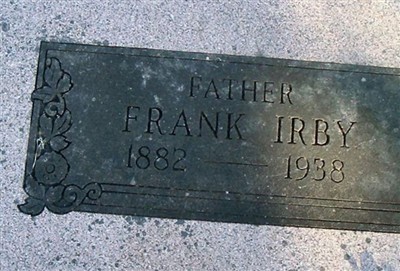 FATHER
FRANK IRBY
1882 — 1938